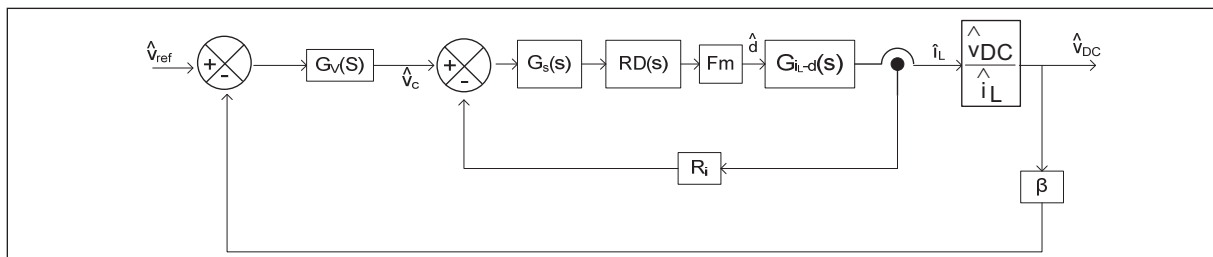 v̂ref
+
-
GV(S)
v̂c
+
-
Gs(s)
RD(s)
Fm
d̂
GiL-d(s)
îL
v̂DC
îL
v̂DC
Ri
β